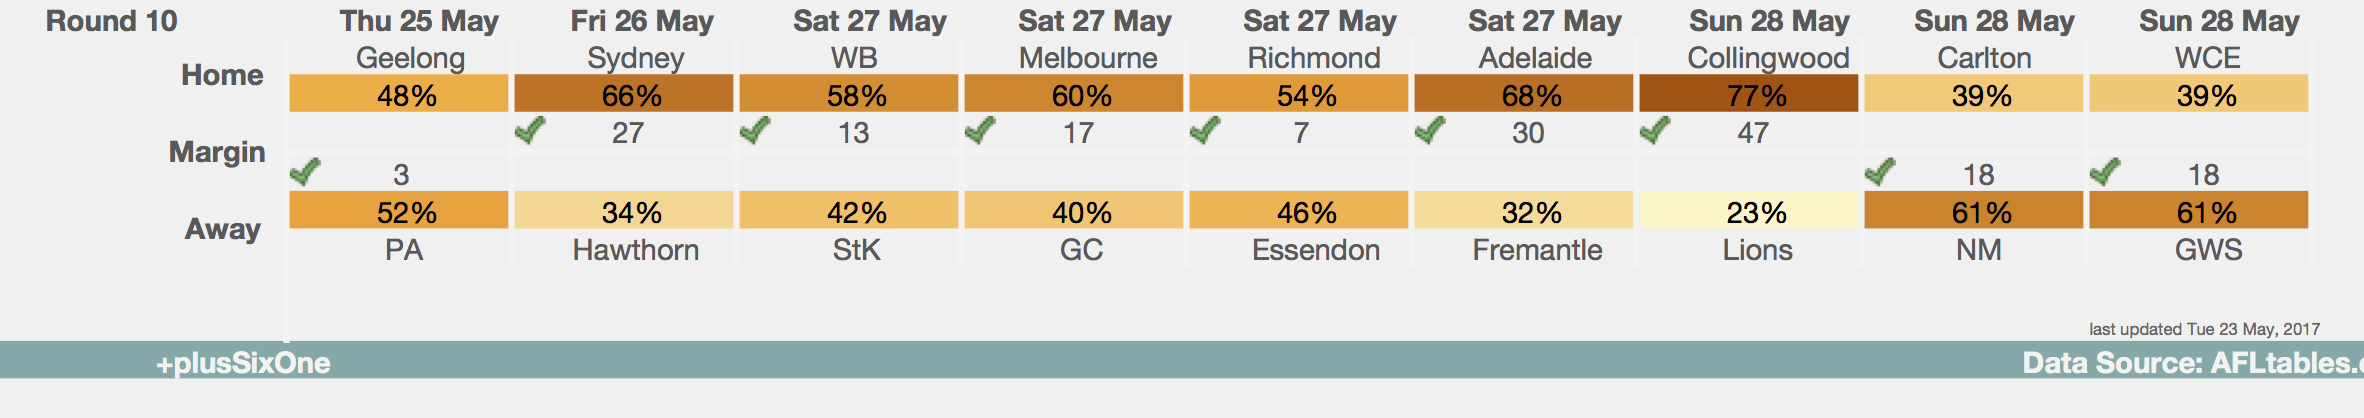 Round 10 Thu 25 May Fri 26 May Sat 27 May Sat 27 May Sat 27 May Sat 27 May Sun 28 May Sun 28 May Sun 28 May
Geelong Sydney WB Melbourne Richmond Adelaide Collingwood Carlton WCE
Home
48% 66% 58% 60% 54% 68% 77% 39% 39%
27 13 17 7 30 47
Margin
3 18 18
52% 34% 42% 40% 46% 32% 23% 61% 61%
Away
PA Hawthorn StK GC Essendon Fremantle Lions NM GWS
last updated Tue 23 May, 2017
+plusSixOne Data Source: AFLtables.